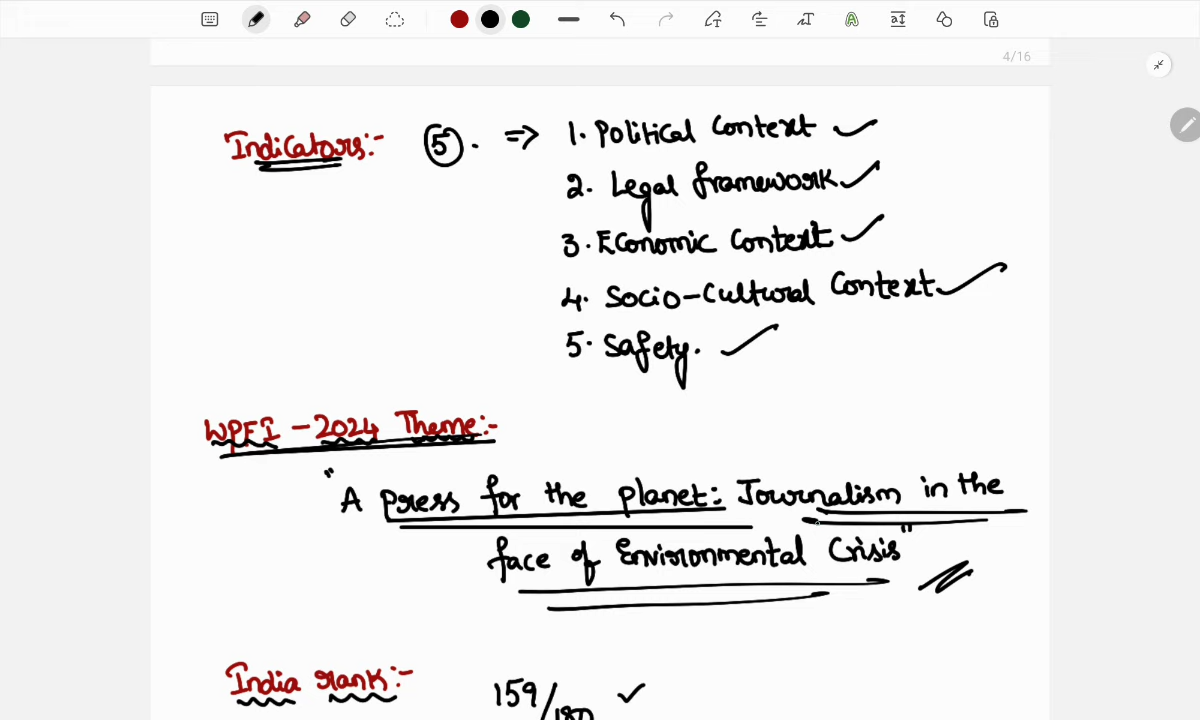 4/16
Indicators:- 5. => 1. Political Context
2. Legal framework
3. Economic Context
4. Socio-Cultural Context
5. Safety.
WPFI - 2024 Theme:-
"A press for the planet: Journalism in the
face of Environmental Crisis"
India rank:- 159/180